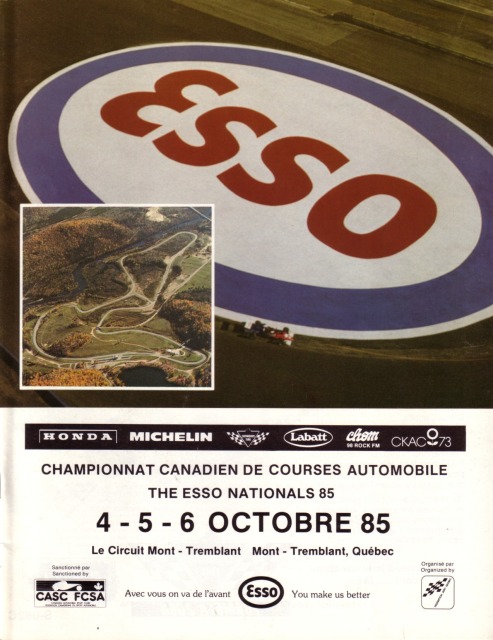 ESSO
HONDA MICHELIN Labatt chom 98 ROCK FM CKAC 73
CHAMPIONNAT CANADIEN DE COURSES AUTOMOBILE
THE ESSO NATIONALS 85
4 - 5 - 6 OCTOBRE 85
Le Circuit Mont - Tremblant Mont - Tremblant, Québec
Sanctionné par
Sanctioned by
CASC FCSA
Avec vous on va de l'avant Esso You make us better
Organisé par
Organized by